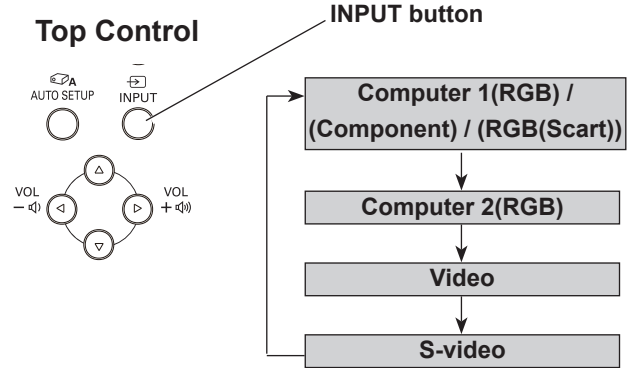 INPUT button
Top Control
A
AUTO SETUP
INPUT
VOL
VOL
Computer 1(RGB) /
(Component) / (RGB(Scart))
Computer 2(RGB)
Video
S-video